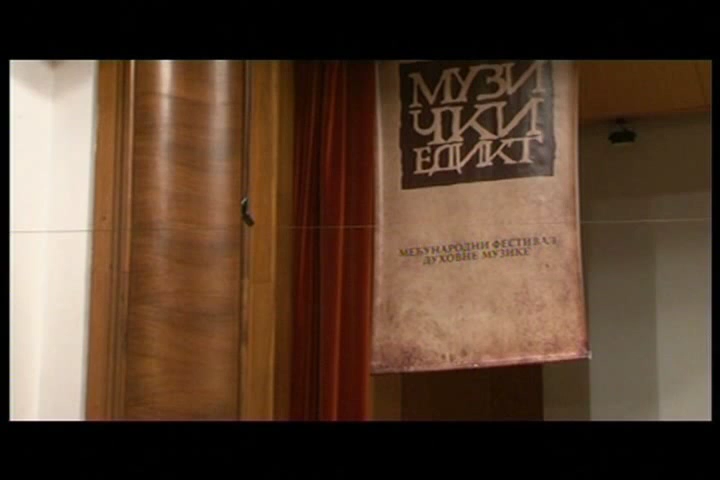 МУЗИ
ЧКИ
ЕДИКТ
МЕЂУНАРОДНИ ФЕСТИВАЛ
ДУХОВНЕ МУЗИКЕ